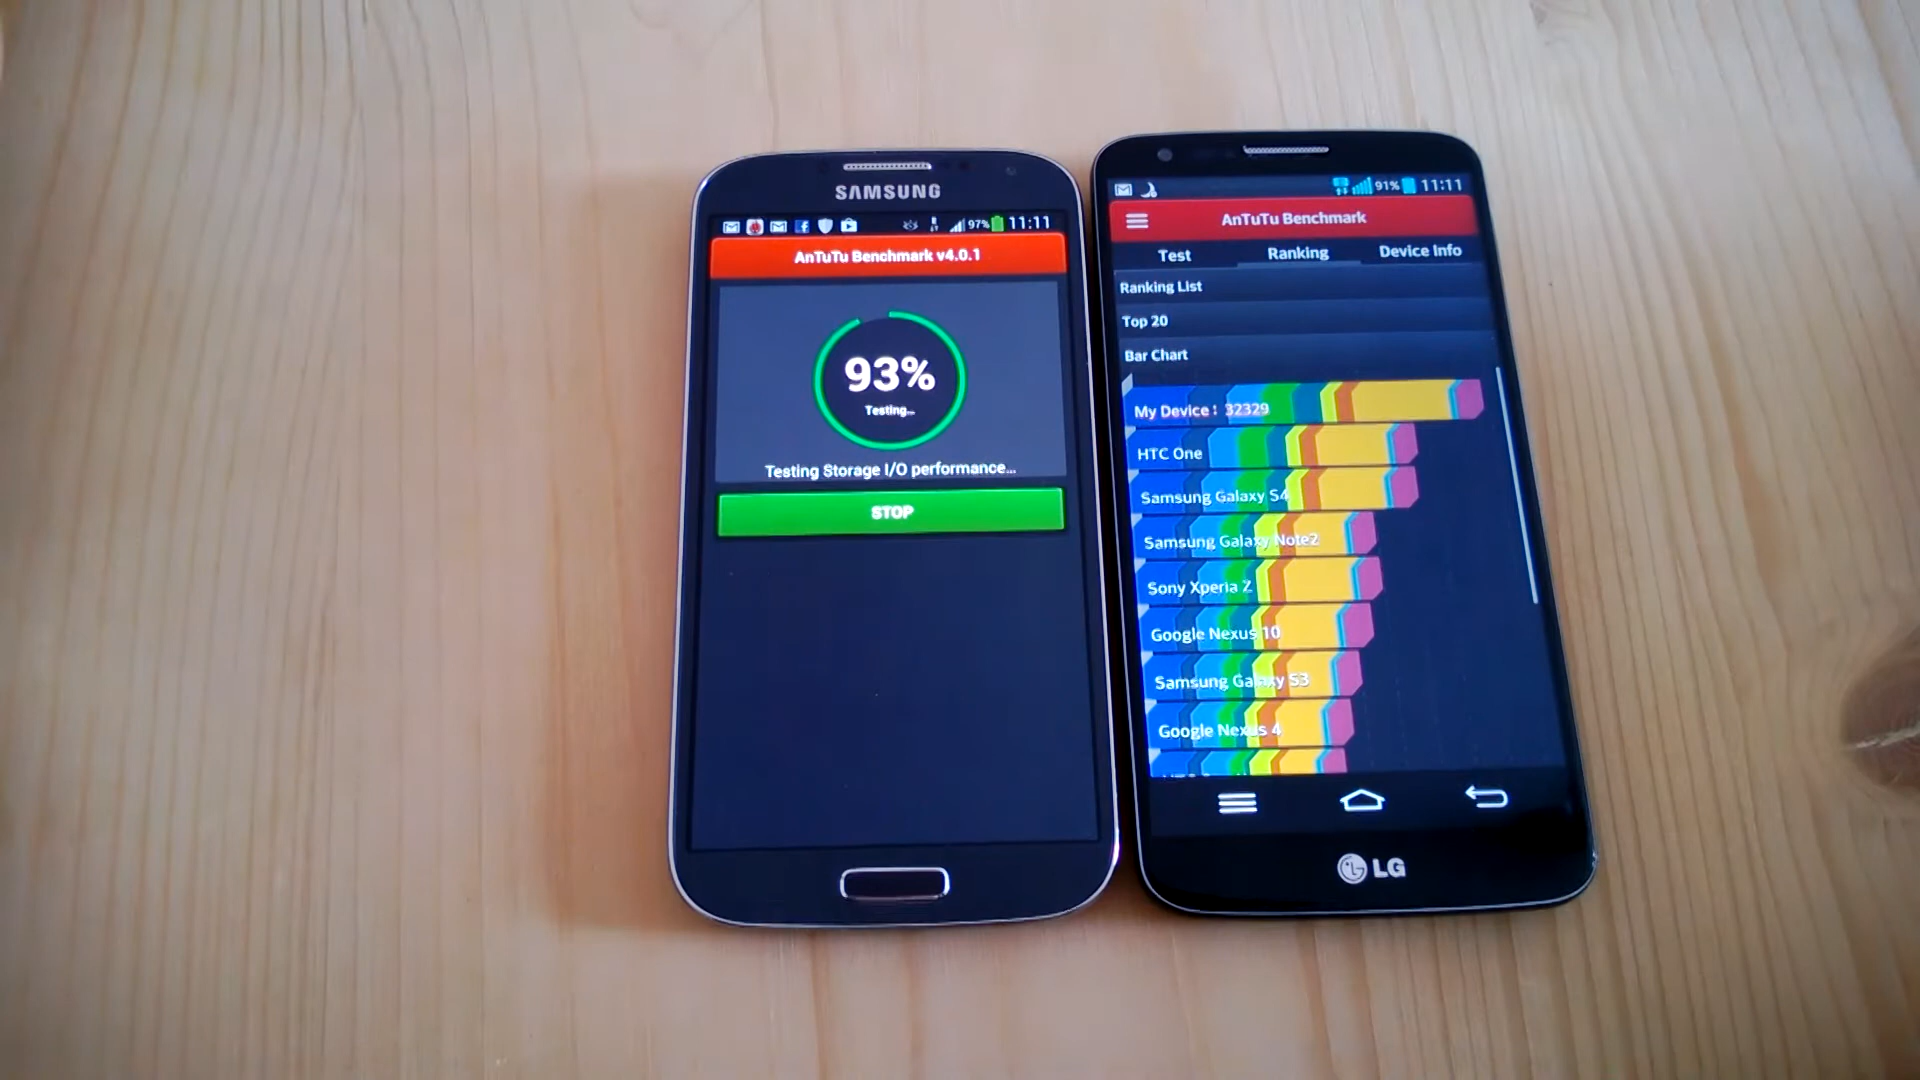 SAMSUNG
97% 11:11
AnTuTu Benchmark v4.0.1
93%
Testing...
Testing Storage I/O performance...
STOP
91% 11:11
AnTuTu Benchmark
Test Ranking Device Info
Ranking List
Top 20
Bar Chart
My Device: 32329
HTC One
Samsung Galaxy S4
Samsung Galaxy Note2
Sony Xperia Z
Google Nexus 10
Samsung Galaxy S3
Google Nexus 4
LG